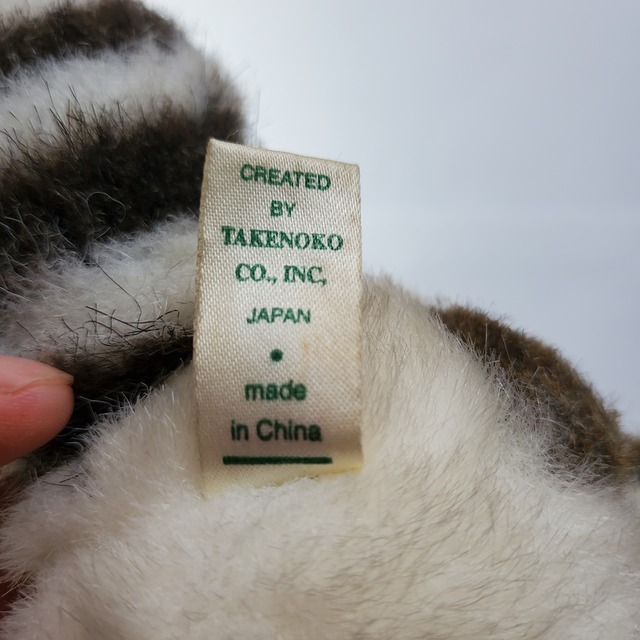 CREATED
BY
TAKENOKO
CO., INC,
JAPAN
•
made
in China